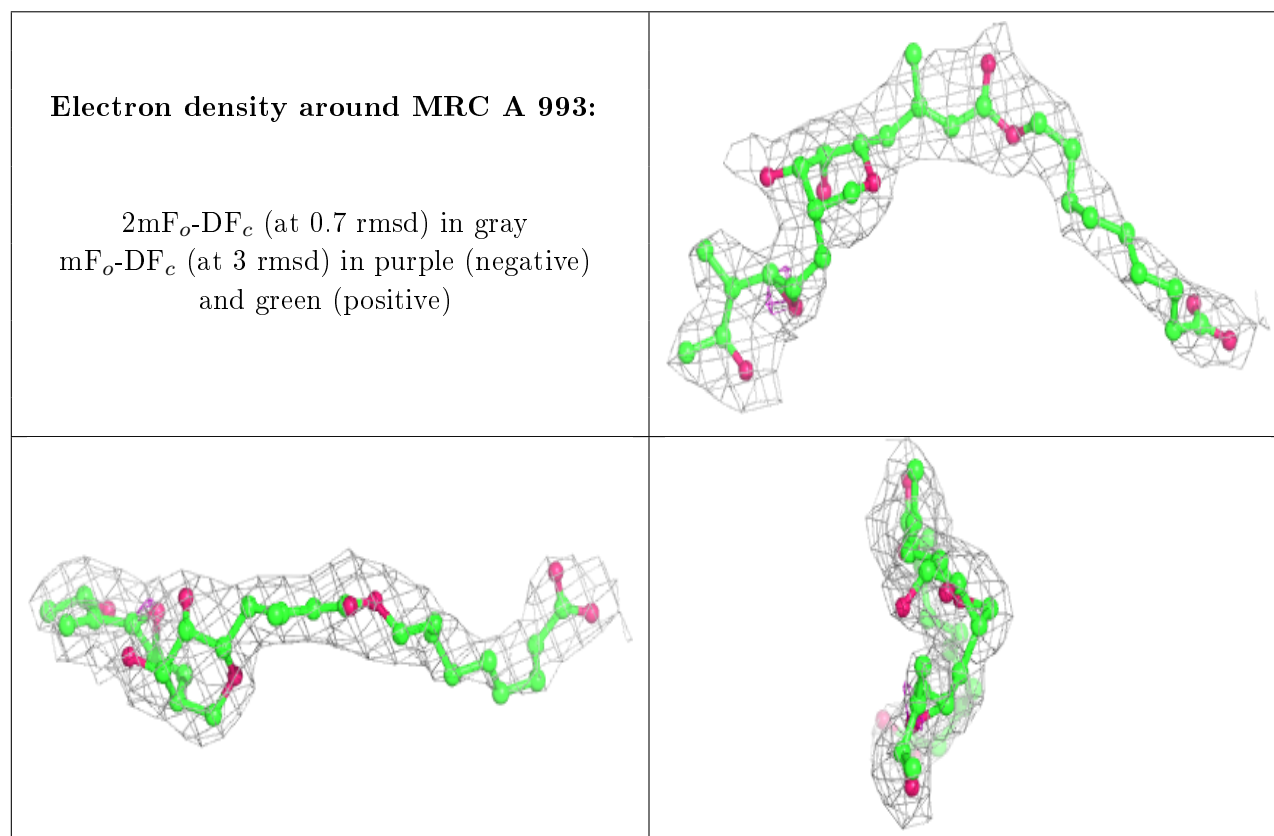 Electron density around MRC A 993:
2mFo-DFc (at 0.7 rmsd) in gray
mFo-DFc (at 3 rmsd) in purple (negative)
and green (positive)